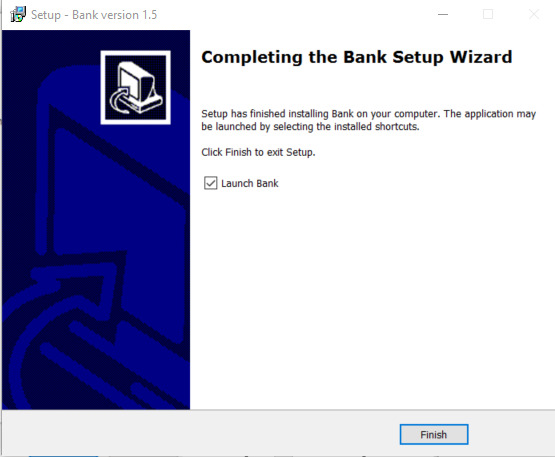 Setup - Bank version 1.5
Completing the Bank Setup Wizard
Setup has finished installing Bank on your computer. The application may
be launched by selecting the installed shortcuts.
Click Finish to exit Setup.
Launch Bank
Finish